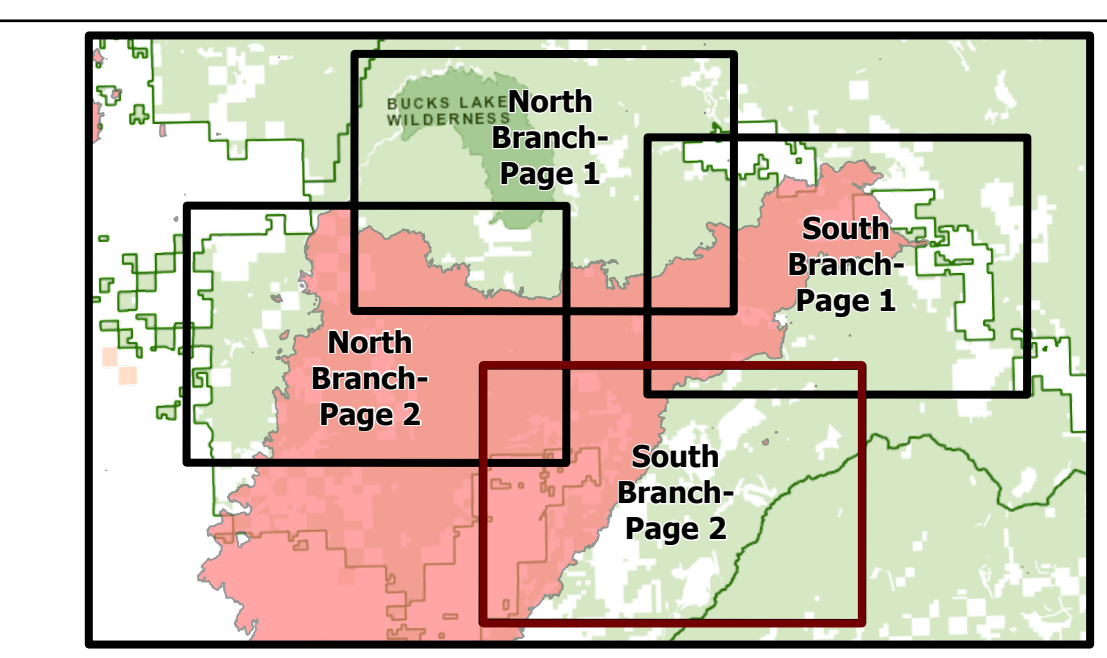 BUCKS LAKE
WILDERNESS
North
Branch-
Page 1
South
Branch-
Page 1
North
Branch-
Page 2
South
Branch-
Page 2